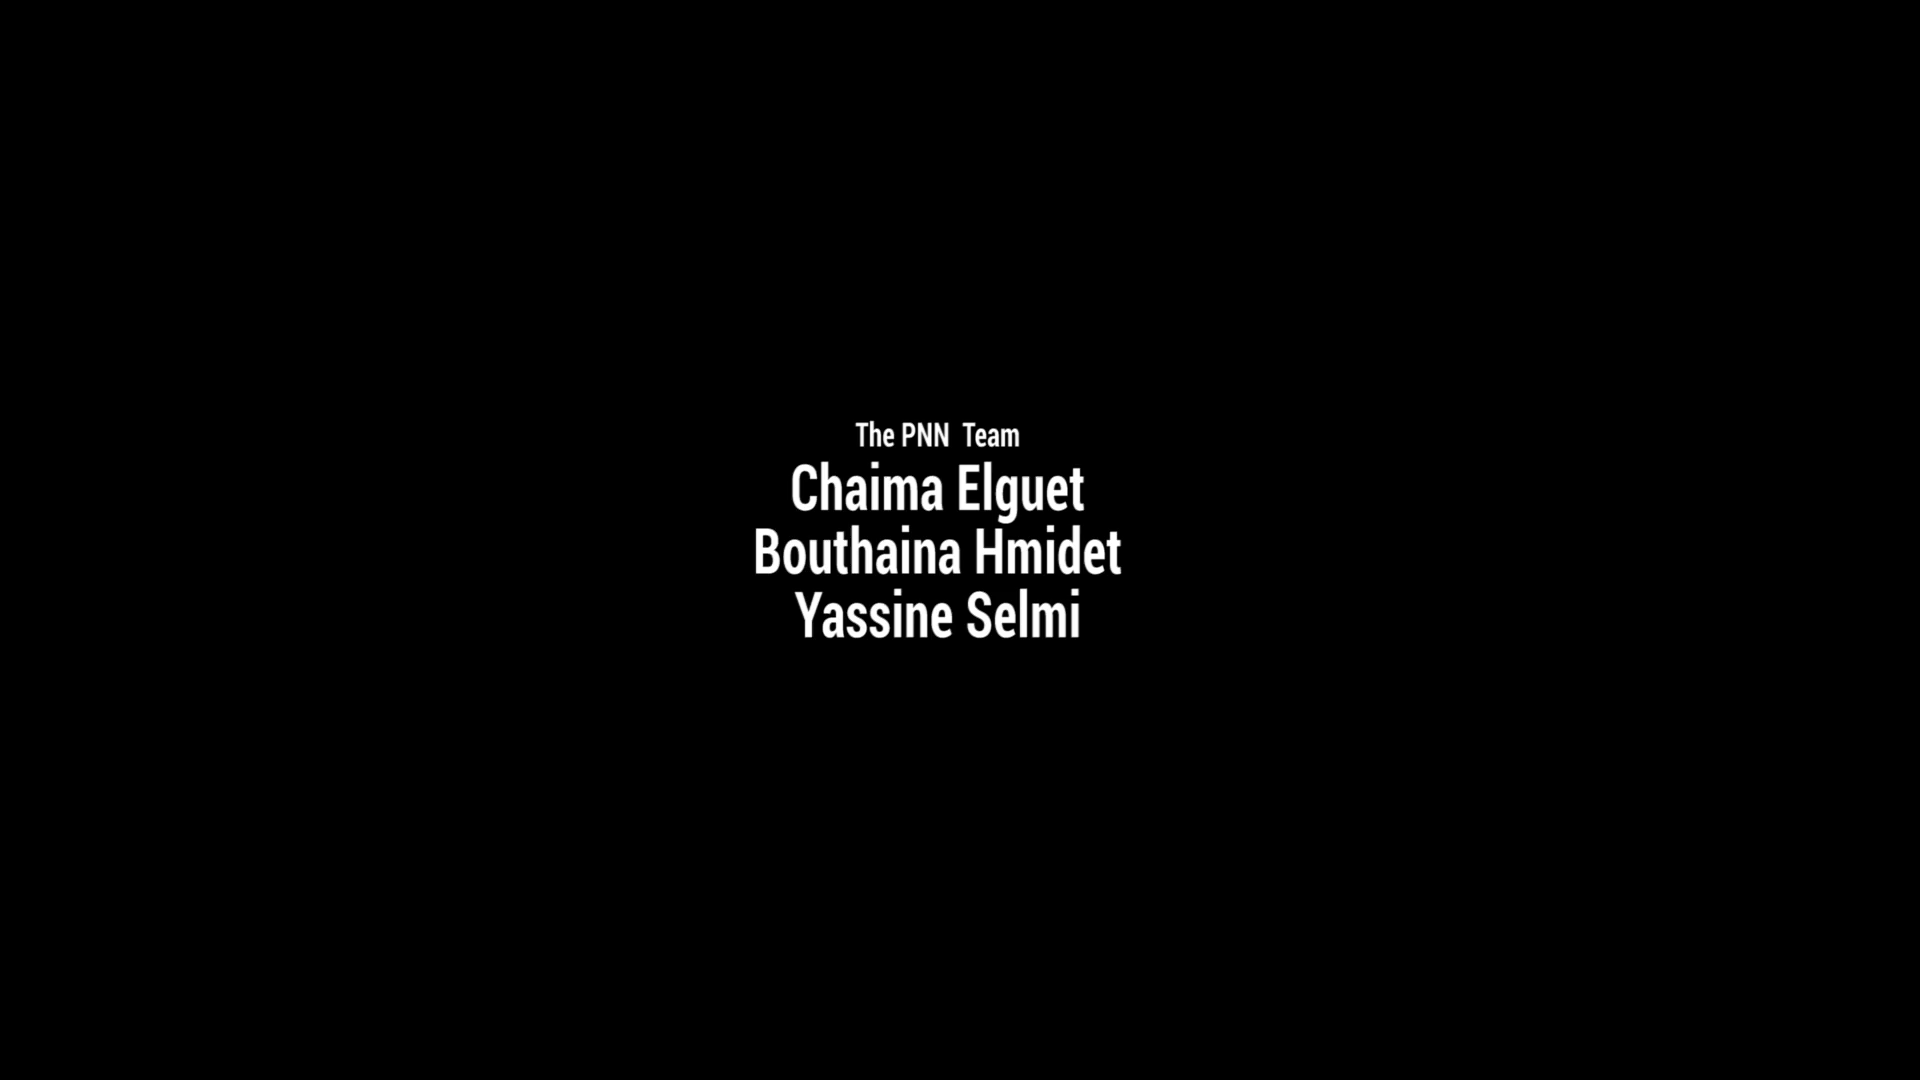 The PNN  Team
Chaima Elguet
Bouthaina Hmidet
Yassine Selmi